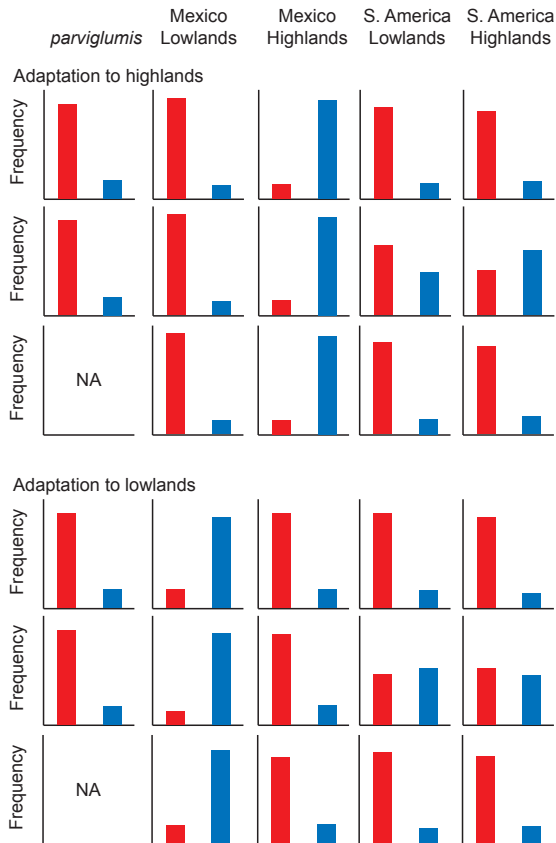 parviglumis
Mexico
Lowlands
Mexico
Highlands
S. America
Lowlands
S. America
Highlands
Adaptation to highlands
Frequency
Frequency
Frequency
NA
Adaptation to lowlands
Frequency
Frequency
Frequency
NA